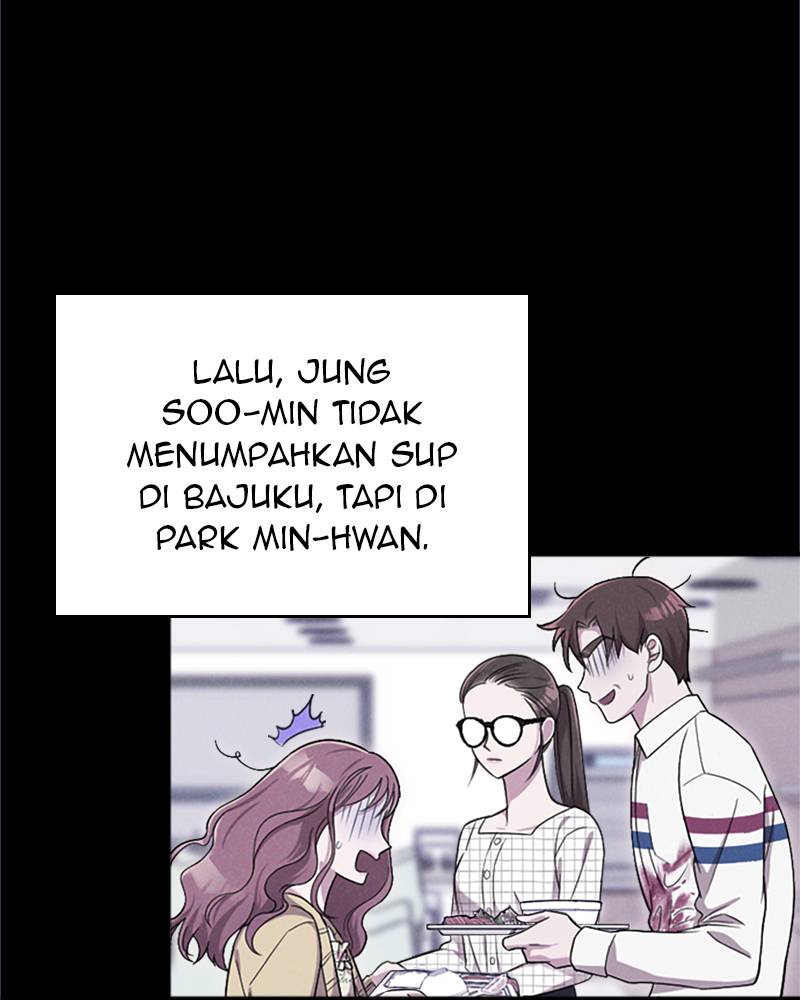 LALU, JUNG
SOO-MIN TIDAK
MENUMPAHKAN SUP
DI BAJUKU, TAPI DI
PARK MIN-HWAN.